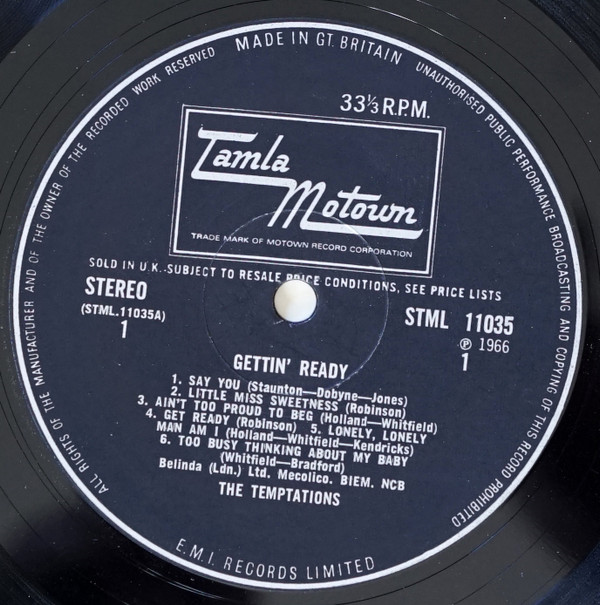 MADE IN GT. BRITAIN
UNAUTHORISED PUBLIC PERFORMANCE BROADCASTING AND COPYING OF THIS RECORD PROHIBITED
ALL RIGHTS OF THE MANUFACTURER AND OF THE OWNER OF THE RECORDED WORK RESERVED
33⅓ R.P.M.
Tamla
Motown
TRADE MARK OF MOTOWN RECORD CORPORATION
SOLD IN U.K.-SUBJECT TO RESALE PRICE CONDITIONS, SEE PRICE LISTS
STEREO
(STML.11035A)
1
STML 11035
℗ 1966
1
GETTIN' READY
1. SAY YOU (Staunton—Dobyne—Jones)
2. LITTLE MISS SWEETNESS (Robinson)
3. AIN'T TOO PROUD TO BEG (Holland—Whitfield)
4. GET READY (Robinson) 5. LONELY, LONELY
MAN AM I (Holland—Whitfield—Kendricks)
6. TOO BUSY THINKING ABOUT MY BABY
(Whitfield—Bradford)
Belinda (Ldn.) Ltd. Mecolico. BIEM. NCB
THE TEMPTATIONS
E.M.I. RECORDS LIMITED